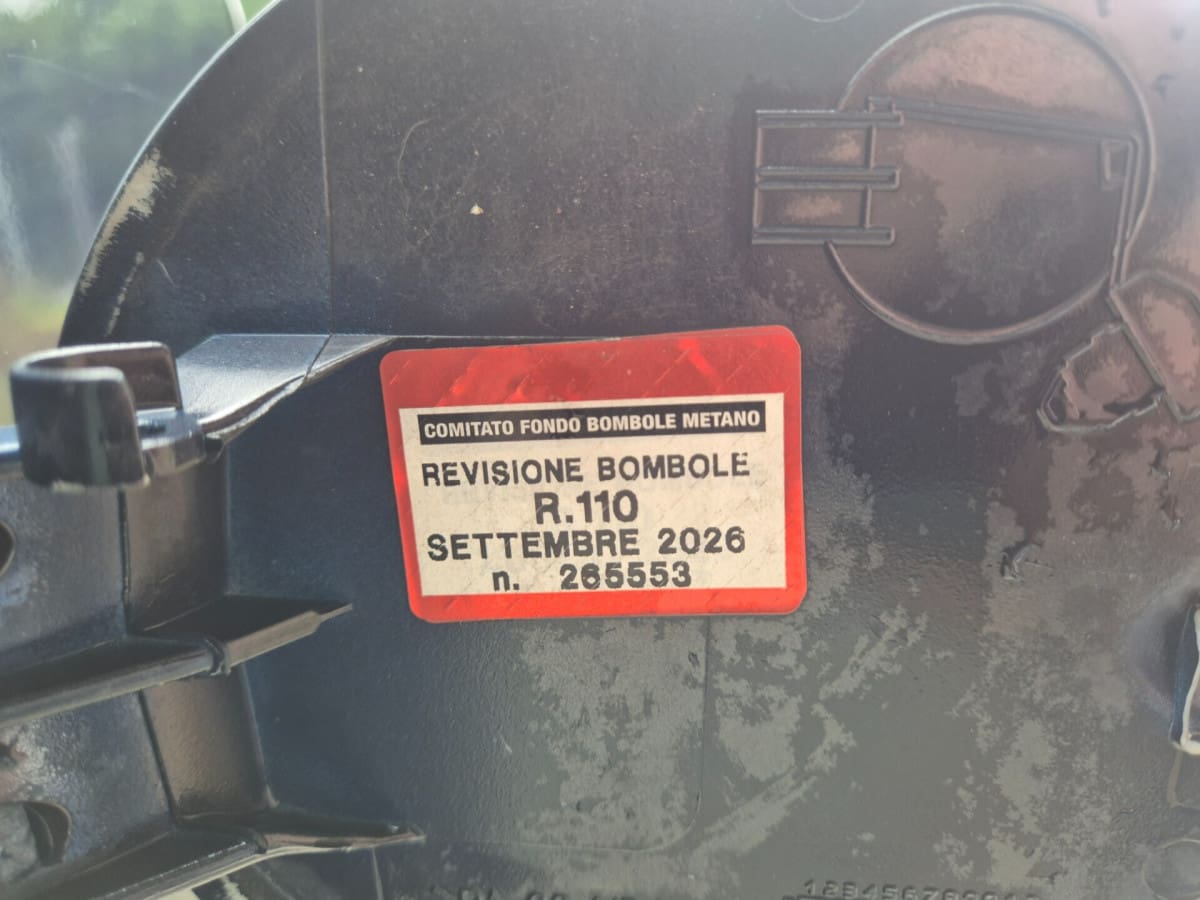 COMITATO FONDO BOMBOLE METANO
REVISIONE BOMBOLE
R.110
SETTEMBRE 2026
n. 265553